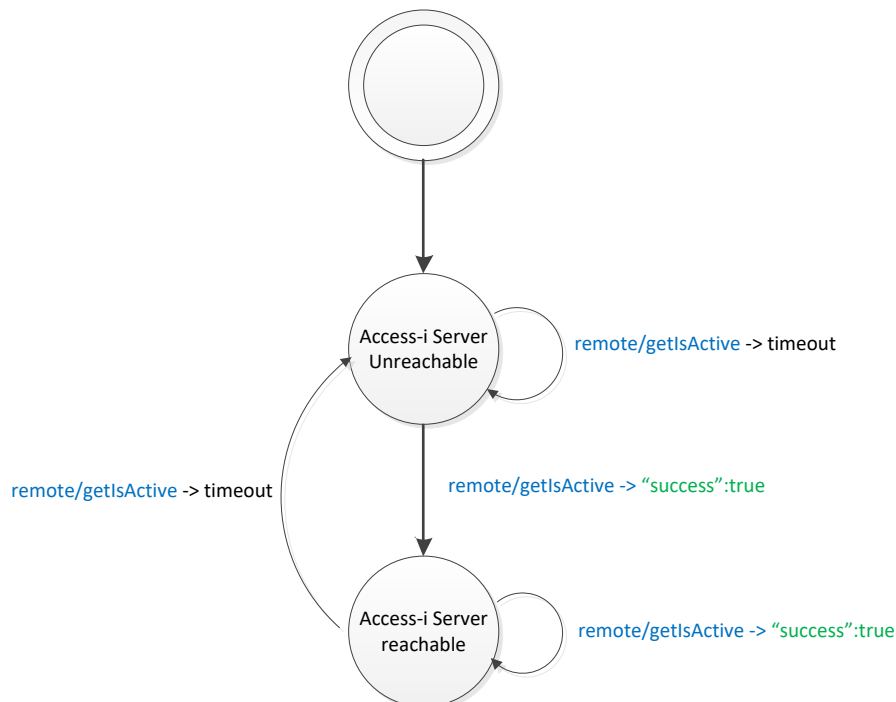 Access-i Server
Unreachable
remote/getIsActive -> timeout
remote/getIsActive -> timeout
remote/getIsActive -> “success”:true
Access-i Server
reachable
remote/getIsActive -> “success”:true